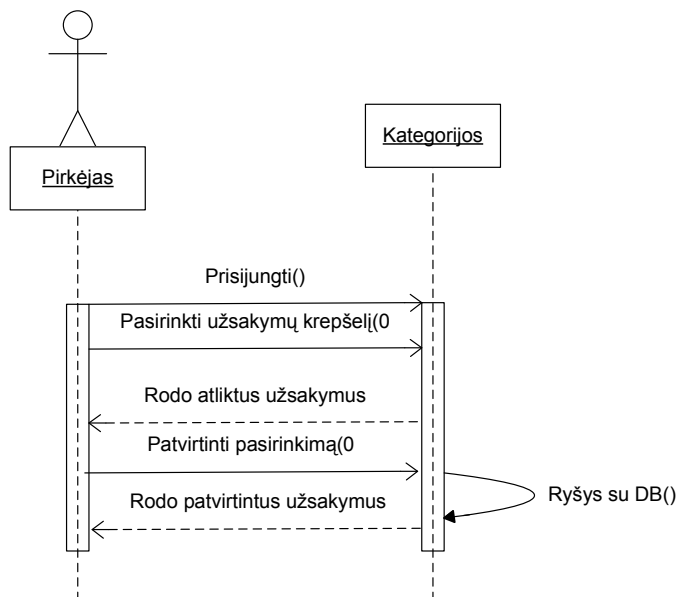 Kategorijos
Pirkėjas
Prisijungti()
Pasirinkti užsakymų krepšelį(0
Rodo atliktus užsakymus
Patvirtinti pasirinkimą(0
Rodo patvirtintus užsakymus
Ryšys su DB()